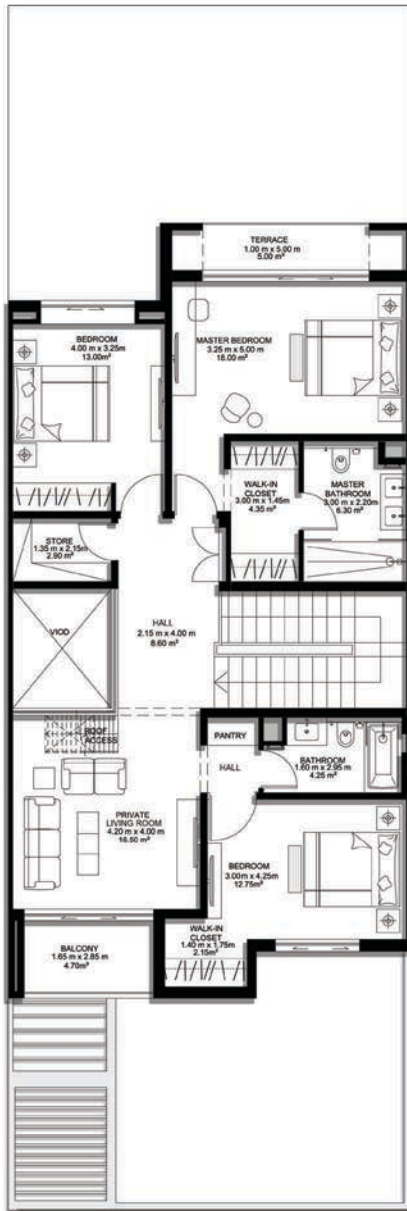 TERRACE
1.00 m x 5.00 m
5.00 m²
BEDROOM
4.00 m x 3.25m
13.00m²
MASTER BEDROOM
3.25 m x 5.00 m
16.00 m²
WALK-IN
CLOSET
3.00 m x 1.45m
4.35 m²
MASTER
BATHROOM
3.00 m x 2.20m
6.30 m²
STORE
1.35 m x 2.15m
2.90 m²
VIOD
HALL
2.15 m x 4.00 m
8.60 m²
ROOF
ACCESS
PANTRY
HALL
BATHROOM
1.60 m x 2.95 m
4.25 m²
PRIVATE
LIVING ROOM
4.20 m x 4.00 m
16.50 m²
BEDROOM
3.00m x 4.25m
12.75m²
WALK-IN
CLOSET
1.40 m x 1.75m
2.15m²
BALCONY
1.65 m x 2.85 m
4.70m²